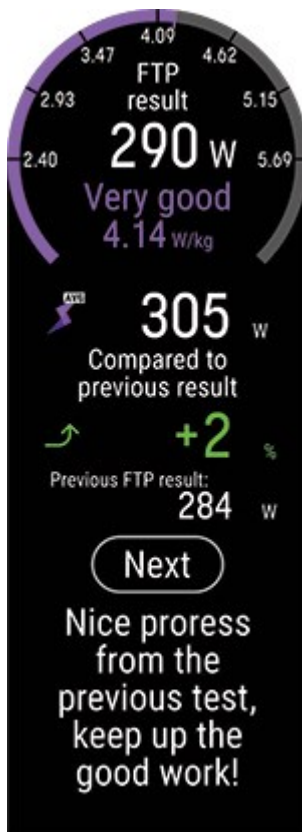 4.09
3.47 4.62
FTP
2.93 result 5.15
290 W
2.40 5.69
Very good
4.14 W/kg
AVG
305 W
Compared to
previous result
+2 %
Previous FTP result:
284 W
Next
Nice proress
from the
previous test,
keep up the
good work!